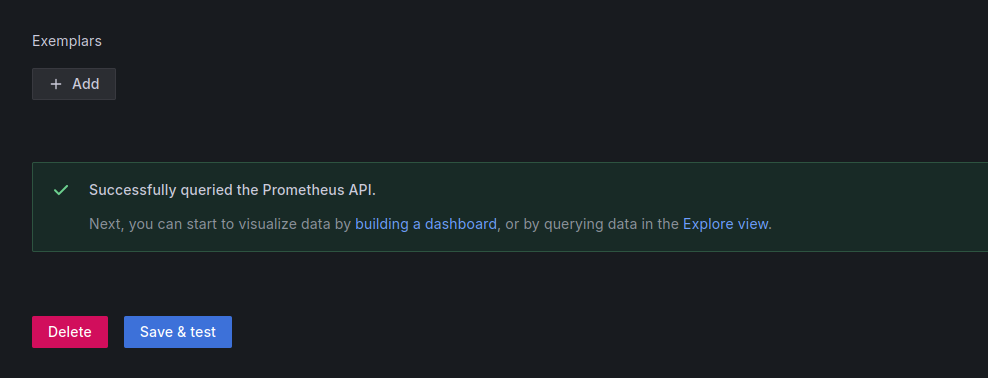 Exemplars
+ Add
Successfully queried the Prometheus API.
Next, you can start to visualize data by building a dashboard, or by querying data in the Explore view.
Delete
Save & test